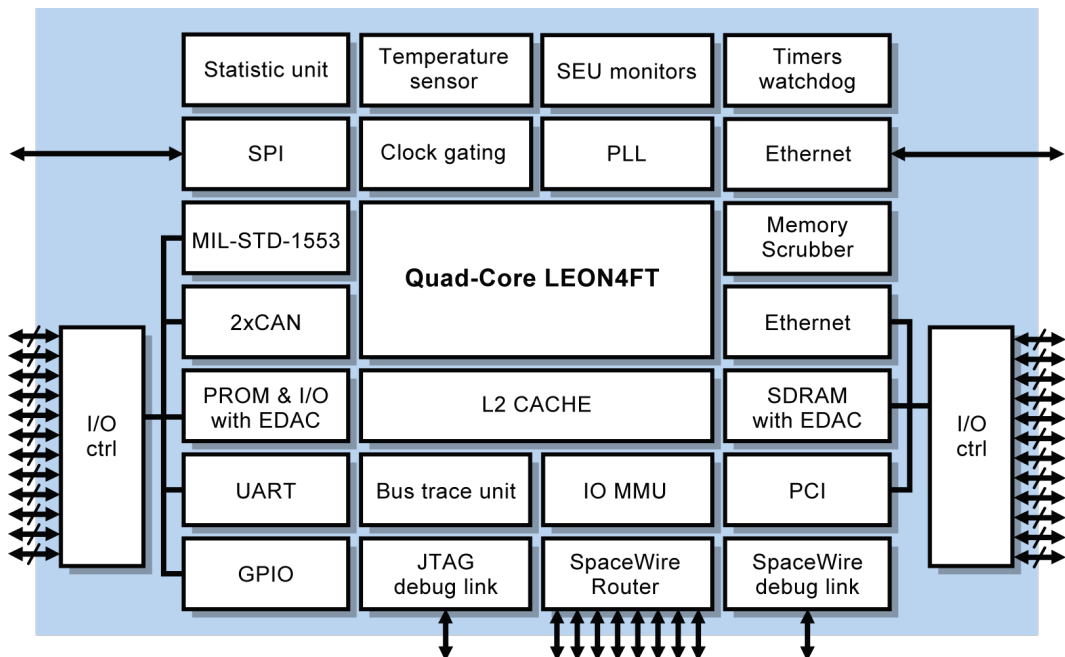 Statistic unit
Temperature
sensor
SEU monitors
Timers
watchdog
SPI
Clock gating
PLL
Ethernet
MIL-STD-1553
Quad-Core LEON4FT
Memory
Scrubber
2xCAN
Ethernet
I/O
ctrl
PROM & I/O
with EDAC
L2 CACHE
SDRAM
with EDAC
I/O
ctrl
UART
Bus trace unit
IO MMU
PCI
GPIO
JTAG
debug link
SpaceWire
Router
SpaceWire
debug link